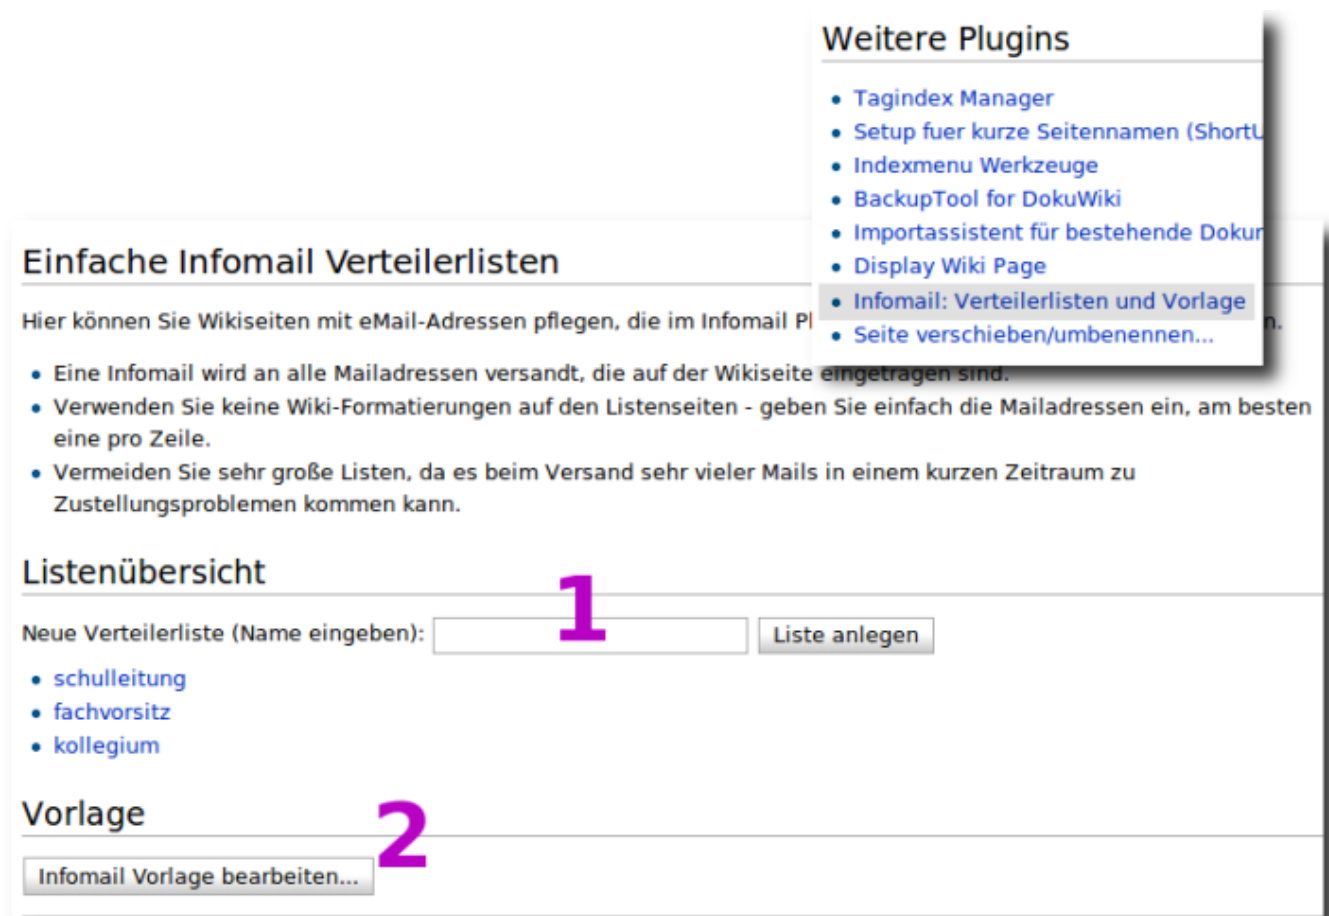 Weitere Plugins
Tagindex Manager
Setup fuer kurze Seitennamen (ShortU
Indexmenu Werkzeuge
BackupTool for DokuWiki
Importassistent für bestehende Dokur
Display Wiki Page
Infomail: Verteilerlisten und Vorlage
Seite verschieben/umbenennen...
Einfache Infomail Verteilerlisten
Hier können Sie Wikiseiten mit eMail-Adressen pflegen, die im Infomail Pl n.
Eine Infomail wird an alle Mailadressen versandt, die auf der Wikiseite eingetragen sind.
Verwenden Sie keine Wiki-Formatierungen auf den Listenseiten - geben Sie einfach die Mailadressen ein, am besten
eine pro Zeile.
Vermeiden Sie sehr große Listen, da es beim Versand sehr vieler Mails in einem kurzen Zeitraum zu
Zustellungsproblemen kommen kann.
Listenübersicht
1
Neue Verteilerliste (Name eingeben): Liste anlegen
schulleitung
fachvorsitz
kollegium
Vorlage
2
Infomail Vorlage bearbeiten...